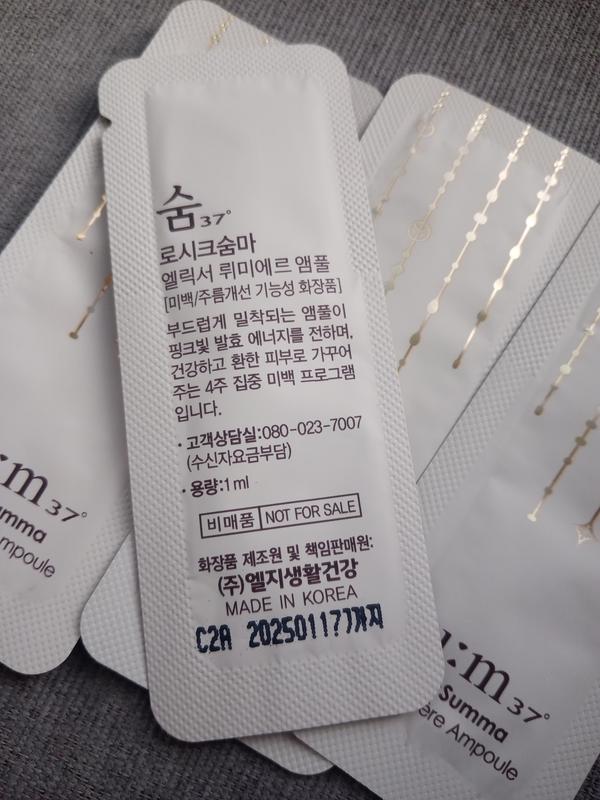 숨37°
로시크숨마
엘릭서 뤼미에르 앰풀
[미백/주름개선 기능성 화장품]
부드럽게 밀착되는 앰풀이
핑크빛 발효 에너지를 전하며,
건강하고 환한 피부로 가꾸어
주는 4주 집중 미백 프로그램
입니다.
· 고객상담실:080-023-7007
(수신자요금부담)
· 용량:1ml
비매품 NOT FOR SALE
화장품 제조원 및 책임판매원:
(주)엘지생활건강
MADE IN KOREA
C2A 20250117까지
:m37°
umma
mpoule
:m37°
Summa
ère Ampoule